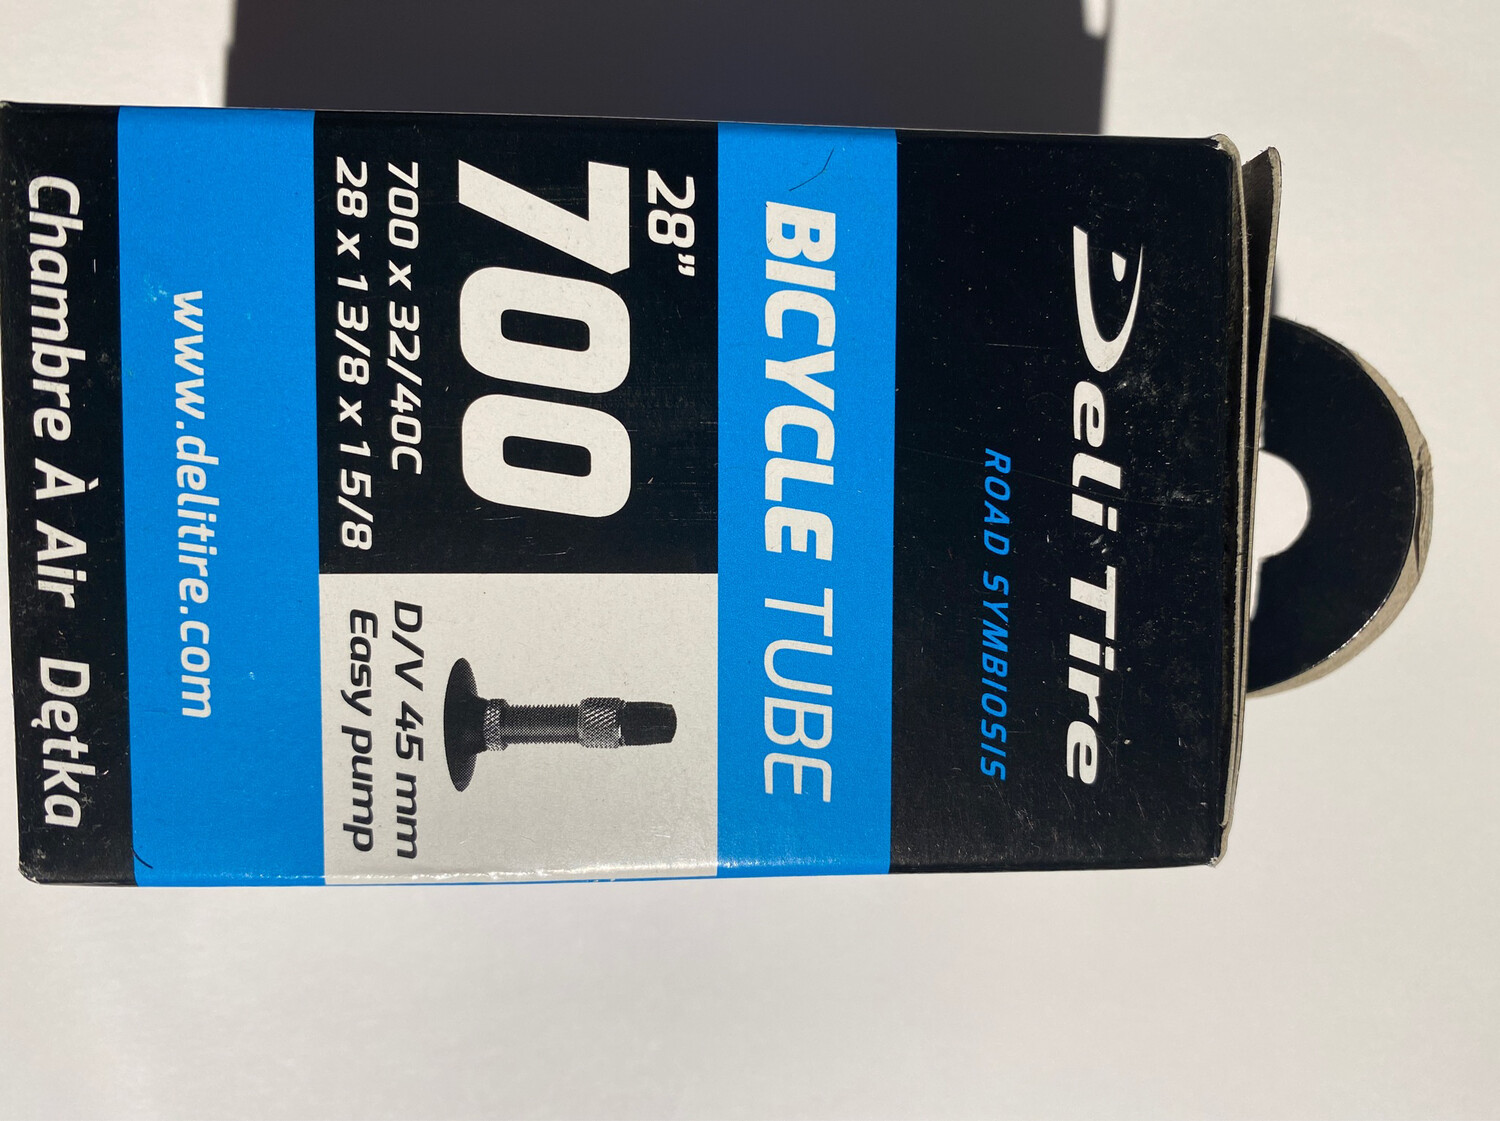 Deli Tire
ROAD SYMBIOSIS
BICYCLE TUBE
28”
700
700 x 32/40C
28 x 1 3/8 x 1 5/8
D/V 45 mm
Easy pump
www.delitire.com
Chambre À Air Dętka